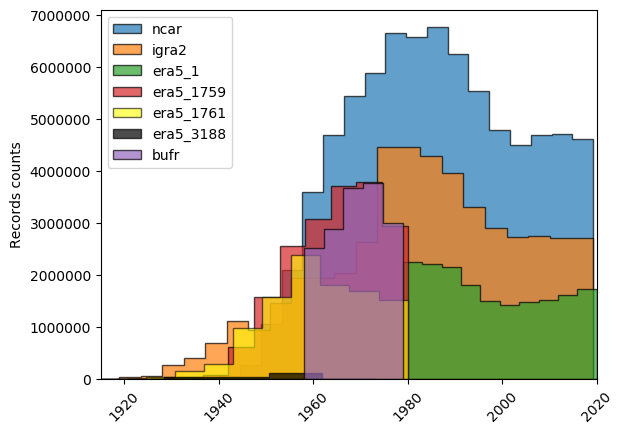 7000000
6000000
5000000
4000000
3000000
2000000
1000000
0
Records counts
ncar
igra2
era5_1
era5_1759
era5_1761
era5_3188
bufr
1920
1940
1960
1980
2000
2020